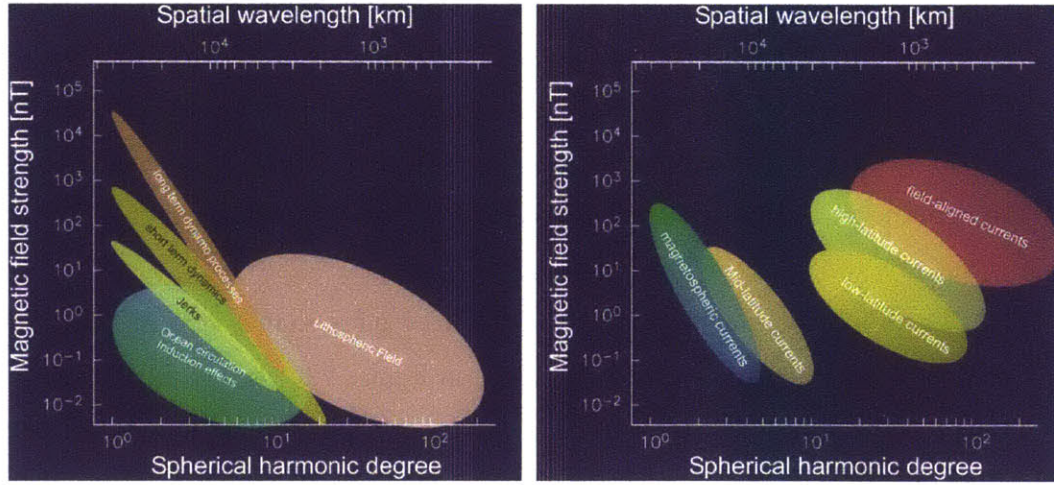 Spatial wavelength [km]
10⁴ 10³
Magnetic field strength [nT]
10⁵
10⁴
10³
10²
10¹
10⁰
10⁻¹
10⁻²
long term dynamo processes
short term dynamics
Jerks
Ocean circulation
Induction effects
Lithospheric Field
10⁰ 10¹ 10²
Spherical harmonic degree
Spatial wavelength [km]
10⁴ 10³
Magnetic field strength [nT]
10⁵
10⁴
10³
10²
10¹
10⁰
10⁻¹
10⁻²
field-aligned currents
high-latitude currents
magnetospheric currents
Mid-latitude currents
low-latitude currents
10⁰ 10¹ 10²
Spherical harmonic degree